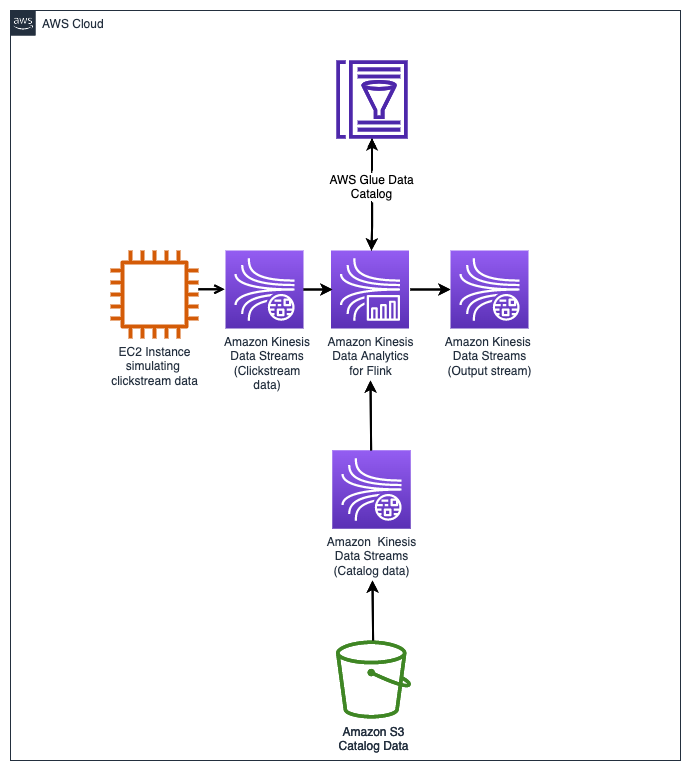 aws
AWS Cloud
AWS Glue Data
Catalog
EC2 Instance
simulating
clickstream data
Amazon Kinesis
Data Streams
(Clickstream
data)
Amazon Kinesis
Data Analytics
for Flink
Amazon Kinesis
Data Streams
(Output stream)
Amazon  Kinesis
Data Streams
(Catalog data)
Amazon S3
Catalog Data